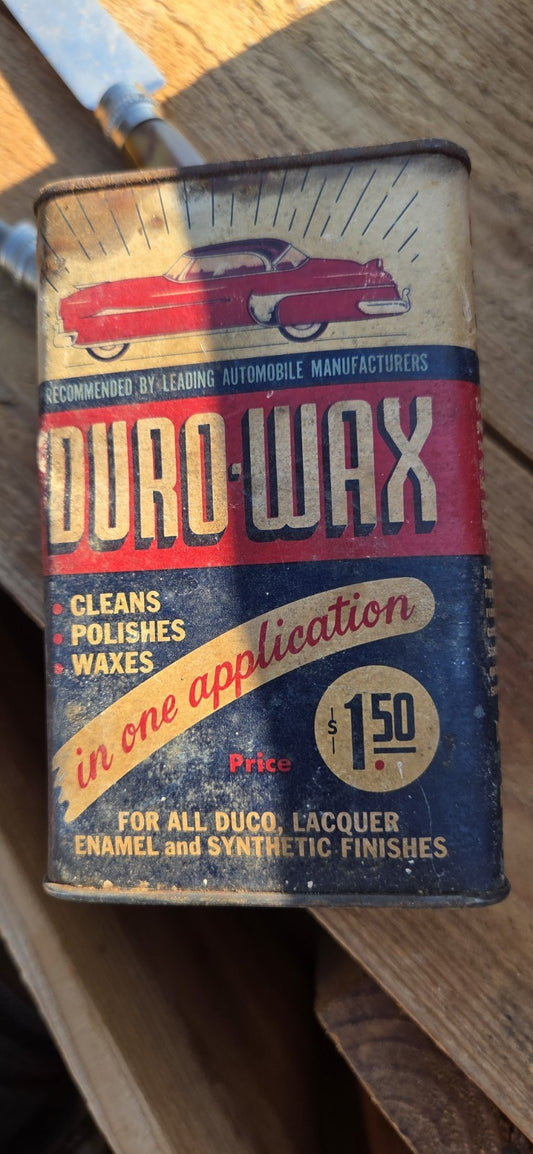 RECOMMENDED BY LEADING AUTOMOBILE MANUFACTURERS
DURO-WAX
• CLEANS
• POLISHES
• WAXES
in one application
Price
$1.50
FOR ALL DUCO, LACQUER
ENAMEL and SYNTHETIC FINISHES